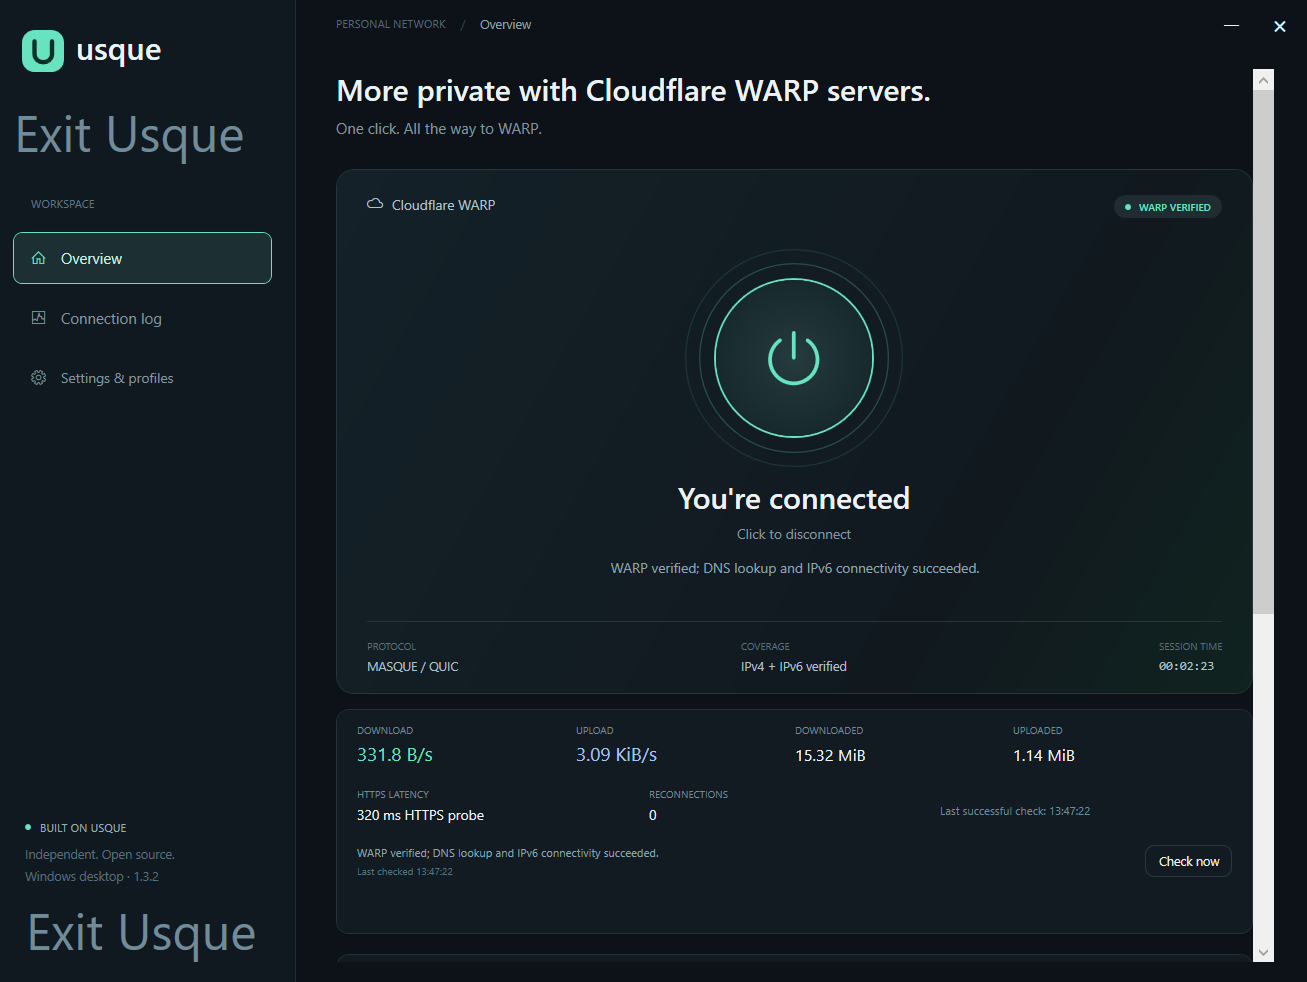 usque
Exit Usque
WORKSPACE
Overview
Connection log
Settings & profiles
BUILT ON USQUE
Independent. Open source.
Windows desktop · 1.3.2
Exit Usque
PERSONAL NETWORK / Overview
More private with Cloudflare WARP servers.
One click. All the way to WARP.
Cloudflare WARP
WARP VERIFIED
You're connected
Click to disconnect
WARP verified; DNS lookup and IPv6 connectivity succeeded.
PROTOCOL
MASQUE / QUIC
COVERAGE
IPv4 + IPv6 verified
SESSION TIME
00:02:23
DOWNLOAD
331.8 B/s
UPLOAD
3.09 KiB/s
DOWNLOADED
15.32 MiB
UPLOADED
1.14 MiB
HTTPS LATENCY
320 ms HTTPS probe
RECONNECTIONS
0
Last successful check: 13:47:22
WARP verified; DNS lookup and IPv6 connectivity succeeded.
Last checked 13:47:22
Check now